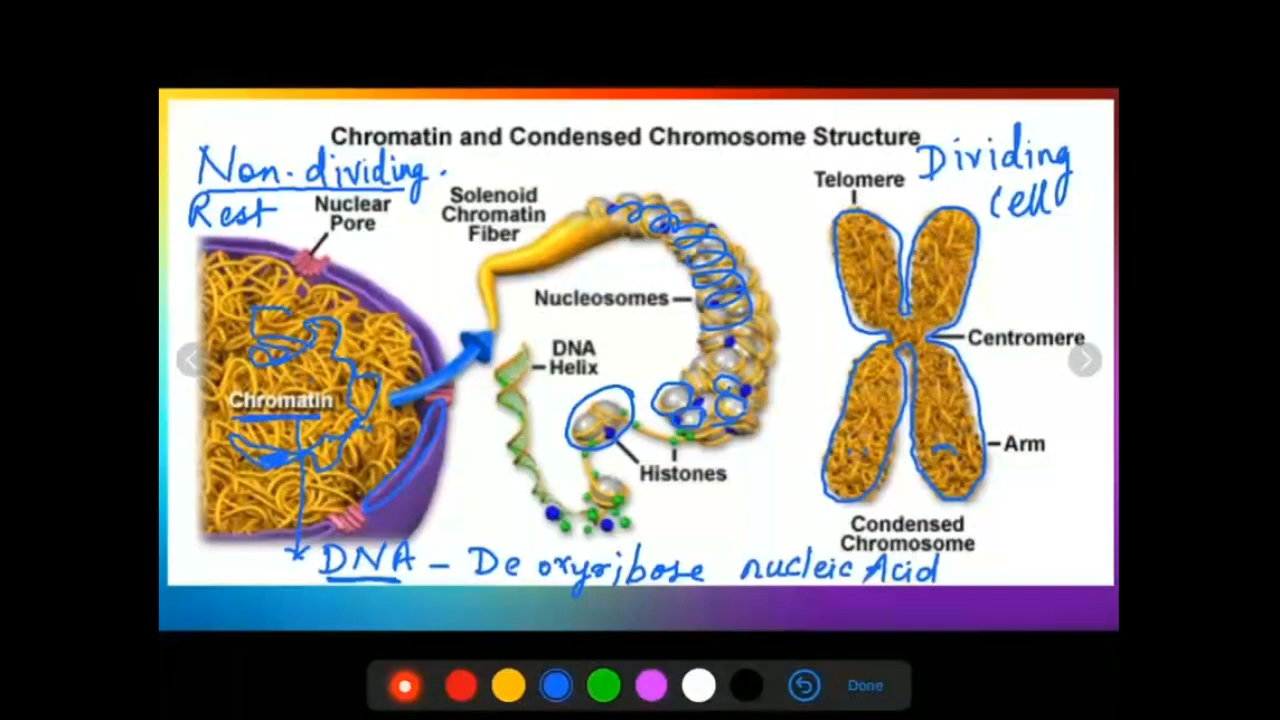 Chromatin and Condensed Chromosome Structure
Non-dividing.
Rest
Dividing
cell
Nuclear
Pore
Solenoid
Chromatin
Fiber
Telomere
Nucleosomes
Centromere
DNA
Helix
Chromatin
Arm
Histones
Condensed
Chromosome
DNA - De oxyribose nucleic Acid
Done